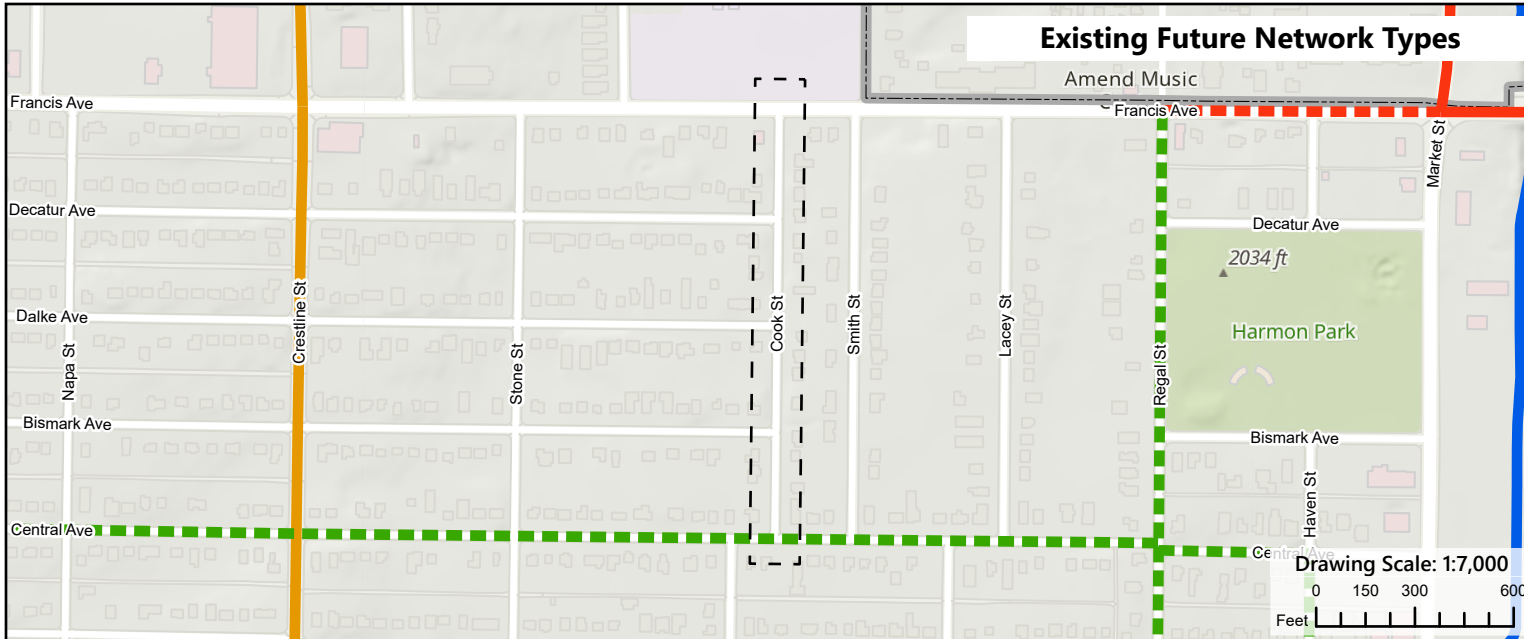 Existing Future Network Types
Amend Music
Francis Ave
Francis Ave
Market St
Decatur Ave
Decatur Ave
2034 ft
Crestline St
Dalke Ave
Cook St
Smith St
Lacey St
Harmon Park
Napa St
Stone St
Regal St
Bismark Ave
Bismark Ave
Haven St
Central Ave
Central Ave
Drawing Scale: 1:7,000
0 150 300 600
Feet